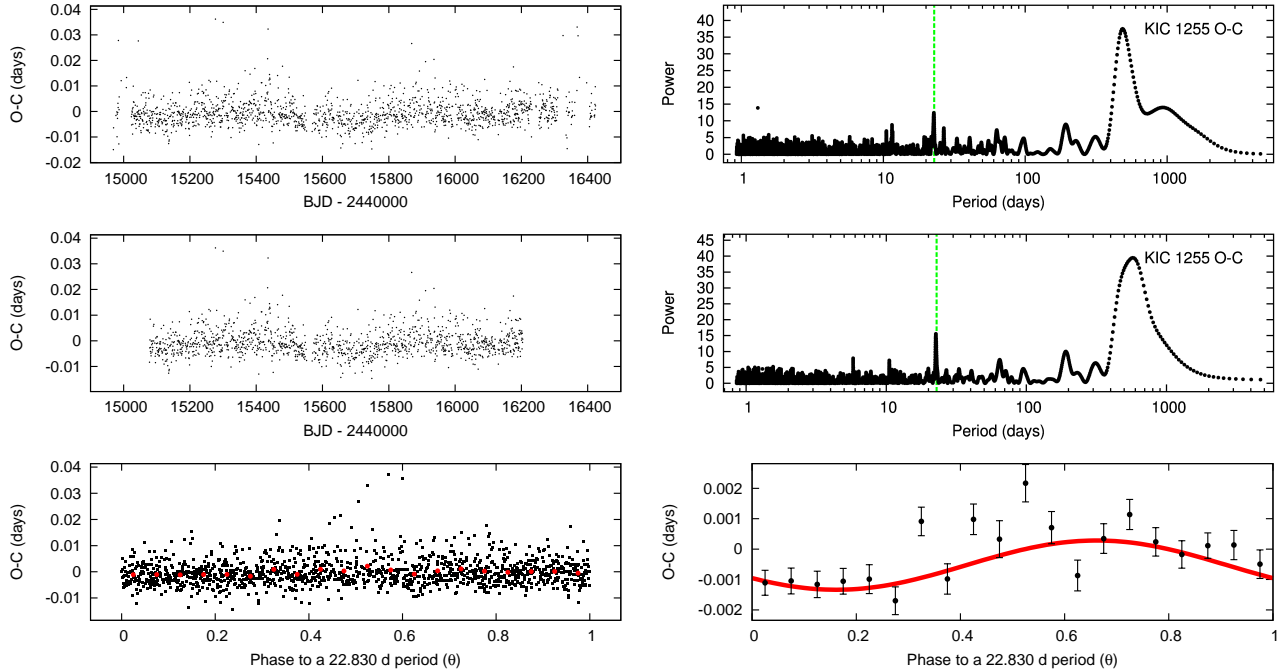 0.04
0.03
0.02
0.01
0
-0.01
-0.02
O-C (days)
15000 15200 15400 15600 15800 16000 16200 16400
BJD - 2440000
40
35
30
25
20
15
10
5
0
Power
KIC 1255 O-C
1 10 100 1000
Period (days)
0.04
0.03
0.02
0.01
0
-0.01
O-C (days)
15000 15200 15400 15600 15800 16000 16200 16400
BJD - 2440000
45
40
35
30
25
20
15
10
5
0
Power
KIC 1255 O-C
1 10 100 1000
Period (days)
0.04
0.03
0.02
0.01
0
-0.01
O-C (days)
0 0.2 0.4 0.6 0.8 1
Phase to a 22.830 d period (θ)
0.002
0.001
0
-0.001
-0.002
O-C (days)
0 0.2 0.4 0.6 0.8 1
Phase to a 22.830 d period (θ)